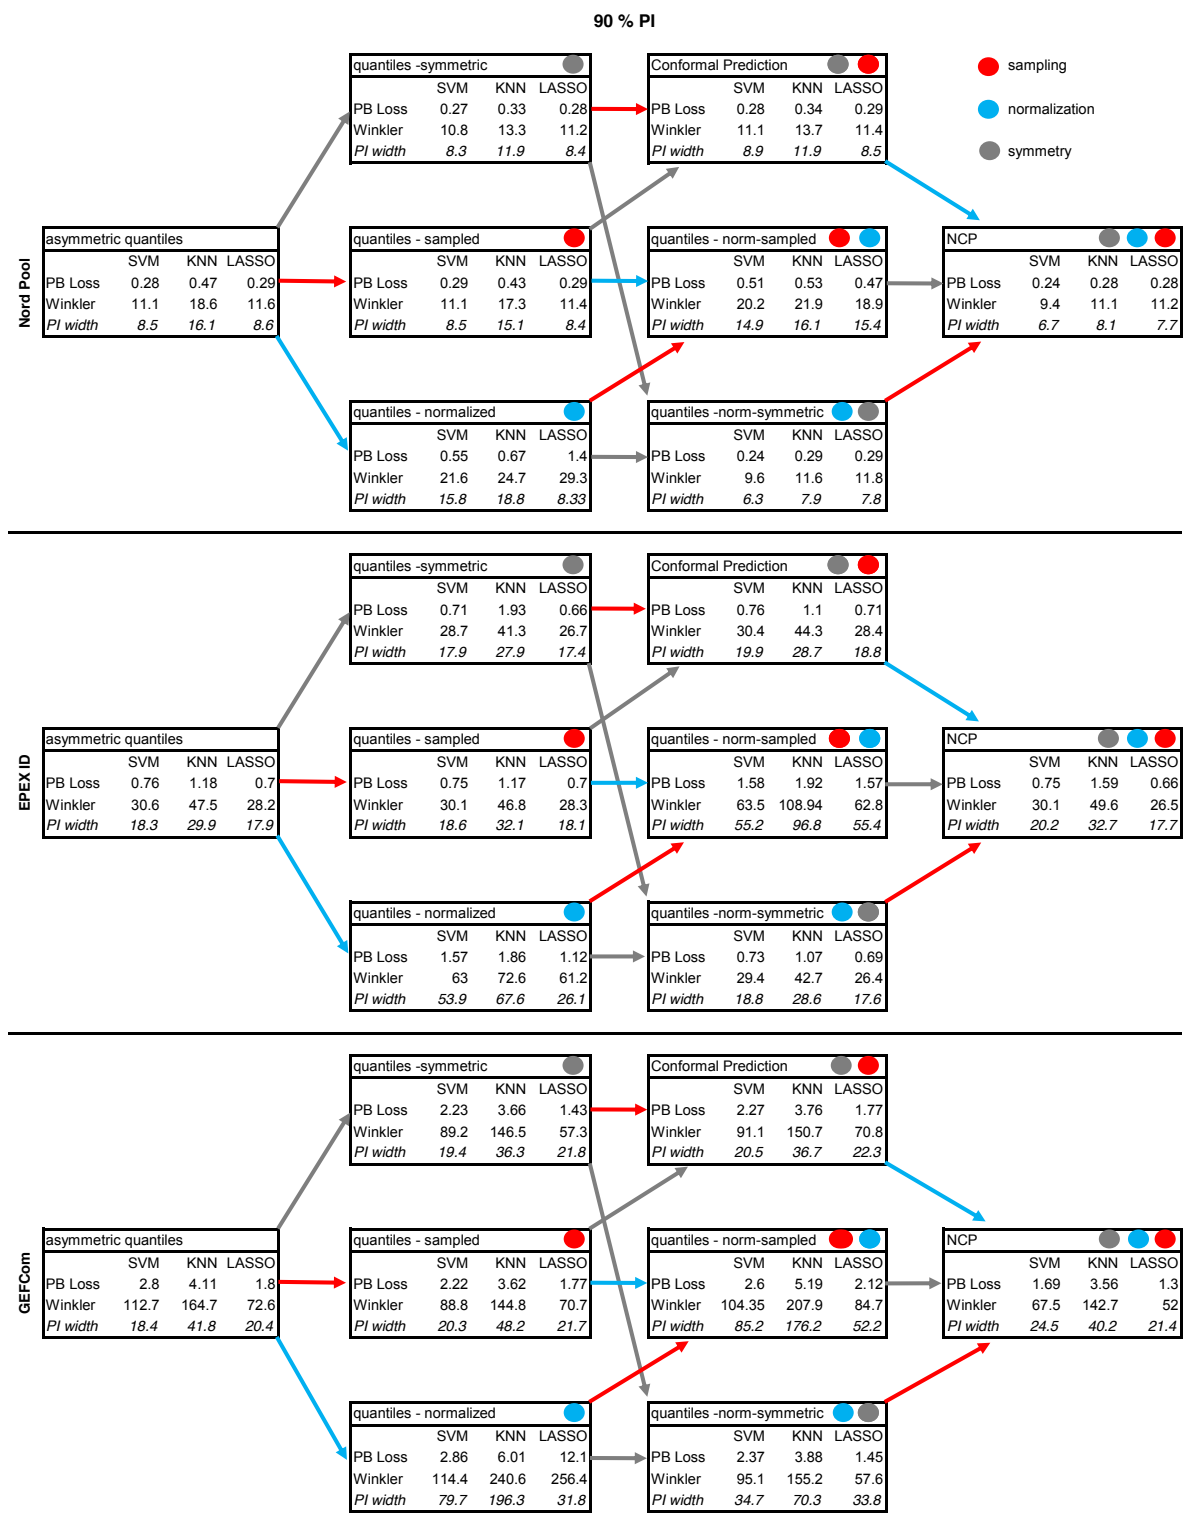 90 % PI
sampling
normalization
symmetry
Nord Pool
quantiles -symmetric
SVM KNN LASSO
PB Loss 0.27 0.33 0.28
Winkler 10.8 13.3 11.2
PI width 8.3 11.9 8.4
Conformal Prediction
SVM KNN LASSO
PB Loss 0.28 0.34 0.29
Winkler 11.1 13.7 11.4
PI width 8.9 11.9 8.5
asymmetric quantiles
SVM KNN LASSO
PB Loss 0.28 0.47 0.29
Winkler 11.1 18.6 11.6
PI width 8.5 16.1 8.6
quantiles - sampled
SVM KNN LASSO
PB Loss 0.29 0.43 0.29
Winkler 11.1 17.3 11.4
PI width 8.5 15.1 8.4
quantiles - norm-sampled
SVM KNN LASSO
PB Loss 0.51 0.53 0.47
Winkler 20.2 21.9 18.9
PI width 14.9 16.1 15.4
NCP
SVM KNN LASSO
PB Loss 0.24 0.28 0.28
Winkler 9.4 11.1 11.2
PI width 6.7 8.1 7.7
quantiles - normalized
SVM KNN LASSO
PB Loss 0.55 0.67 1.4
Winkler 21.6 24.7 29.3
PI width 15.8 18.8 8.33
quantiles -norm-symmetric
SVM KNN LASSO
PB Loss 0.24 0.29 0.29
Winkler 9.6 11.6 11.8
PI width 6.3 7.9 7.8
EPEX ID
quantiles -symmetric
SVM KNN LASSO
PB Loss 0.71 1.93 0.66
Winkler 28.7 41.3 26.7
PI width 17.9 27.9 17.4
Conformal Prediction
SVM KNN LASSO
PB Loss 0.76 1.1 0.71
Winkler 30.4 44.3 28.4
PI width 19.9 28.7 18.8
asymmetric quantiles
SVM KNN LASSO
PB Loss 0.76 1.18 0.7
Winkler 30.6 47.5 28.2
PI width 18.3 29.9 17.9
quantiles - sampled
SVM KNN LASSO
PB Loss 0.75 1.17 0.7
Winkler 30.1 46.8 28.3
PI width 18.6 32.1 18.1
quantiles - norm-sampled
SVM KNN LASSO
PB Loss 1.58 1.92 1.57
Winkler 63.5 108.94 62.8
PI width 55.2 96.8 55.4
NCP
SVM KNN LASSO
PB Loss 0.75 1.59 0.66
Winkler 30.1 49.6 26.5
PI width 20.2 32.7 17.7
quantiles - normalized
SVM KNN LASSO
PB Loss 1.57 1.86 1.12
Winkler 63 72.6 61.2
PI width 53.9 67.6 26.1
quantiles -norm-symmetric
SVM KNN LASSO
PB Loss 0.73 1.07 0.69
Winkler 29.4 42.7 26.4
PI width 18.8 28.6 17.6
GEFCom
quantiles -symmetric
SVM KNN LASSO
PB Loss 2.23 3.66 1.43
Winkler 89.2 146.5 57.3
PI width 19.4 36.3 21.8
Conformal Prediction
SVM KNN LASSO
PB Loss 2.27 3.76 1.77
Winkler 91.1 150.7 70.8
PI width 20.5 36.7 22.3
asymmetric quantiles
SVM KNN LASSO
PB Loss 2.8 4.11 1.8
Winkler 112.7 164.7 72.6
PI width 18.4 41.8 20.4
quantiles - sampled
SVM KNN LASSO
PB Loss 2.22 3.62 1.77
Winkler 88.8 144.8 70.7
PI width 20.3 48.2 21.7
quantiles - norm-sampled
SVM KNN LASSO
PB Loss 2.6 5.19 2.12
Winkler 104.35 207.9 84.7
PI width 85.2 176.2 52.2
NCP
SVM KNN LASSO
PB Loss 1.69 3.56 1.3
Winkler 67.5 142.7 52
PI width 24.5 40.2 21.4
quantiles - normalized
SVM KNN LASSO
PB Loss 2.86 6.01 12.1
Winkler 114.4 240.6 256.4
PI width 79.7 196.3 31.8
quantiles -norm-symmetric
SVM KNN LASSO
PB Loss 2.37 3.88 1.45
Winkler 95.1 155.2 57.6
PI width 34.7 70.3 33.8